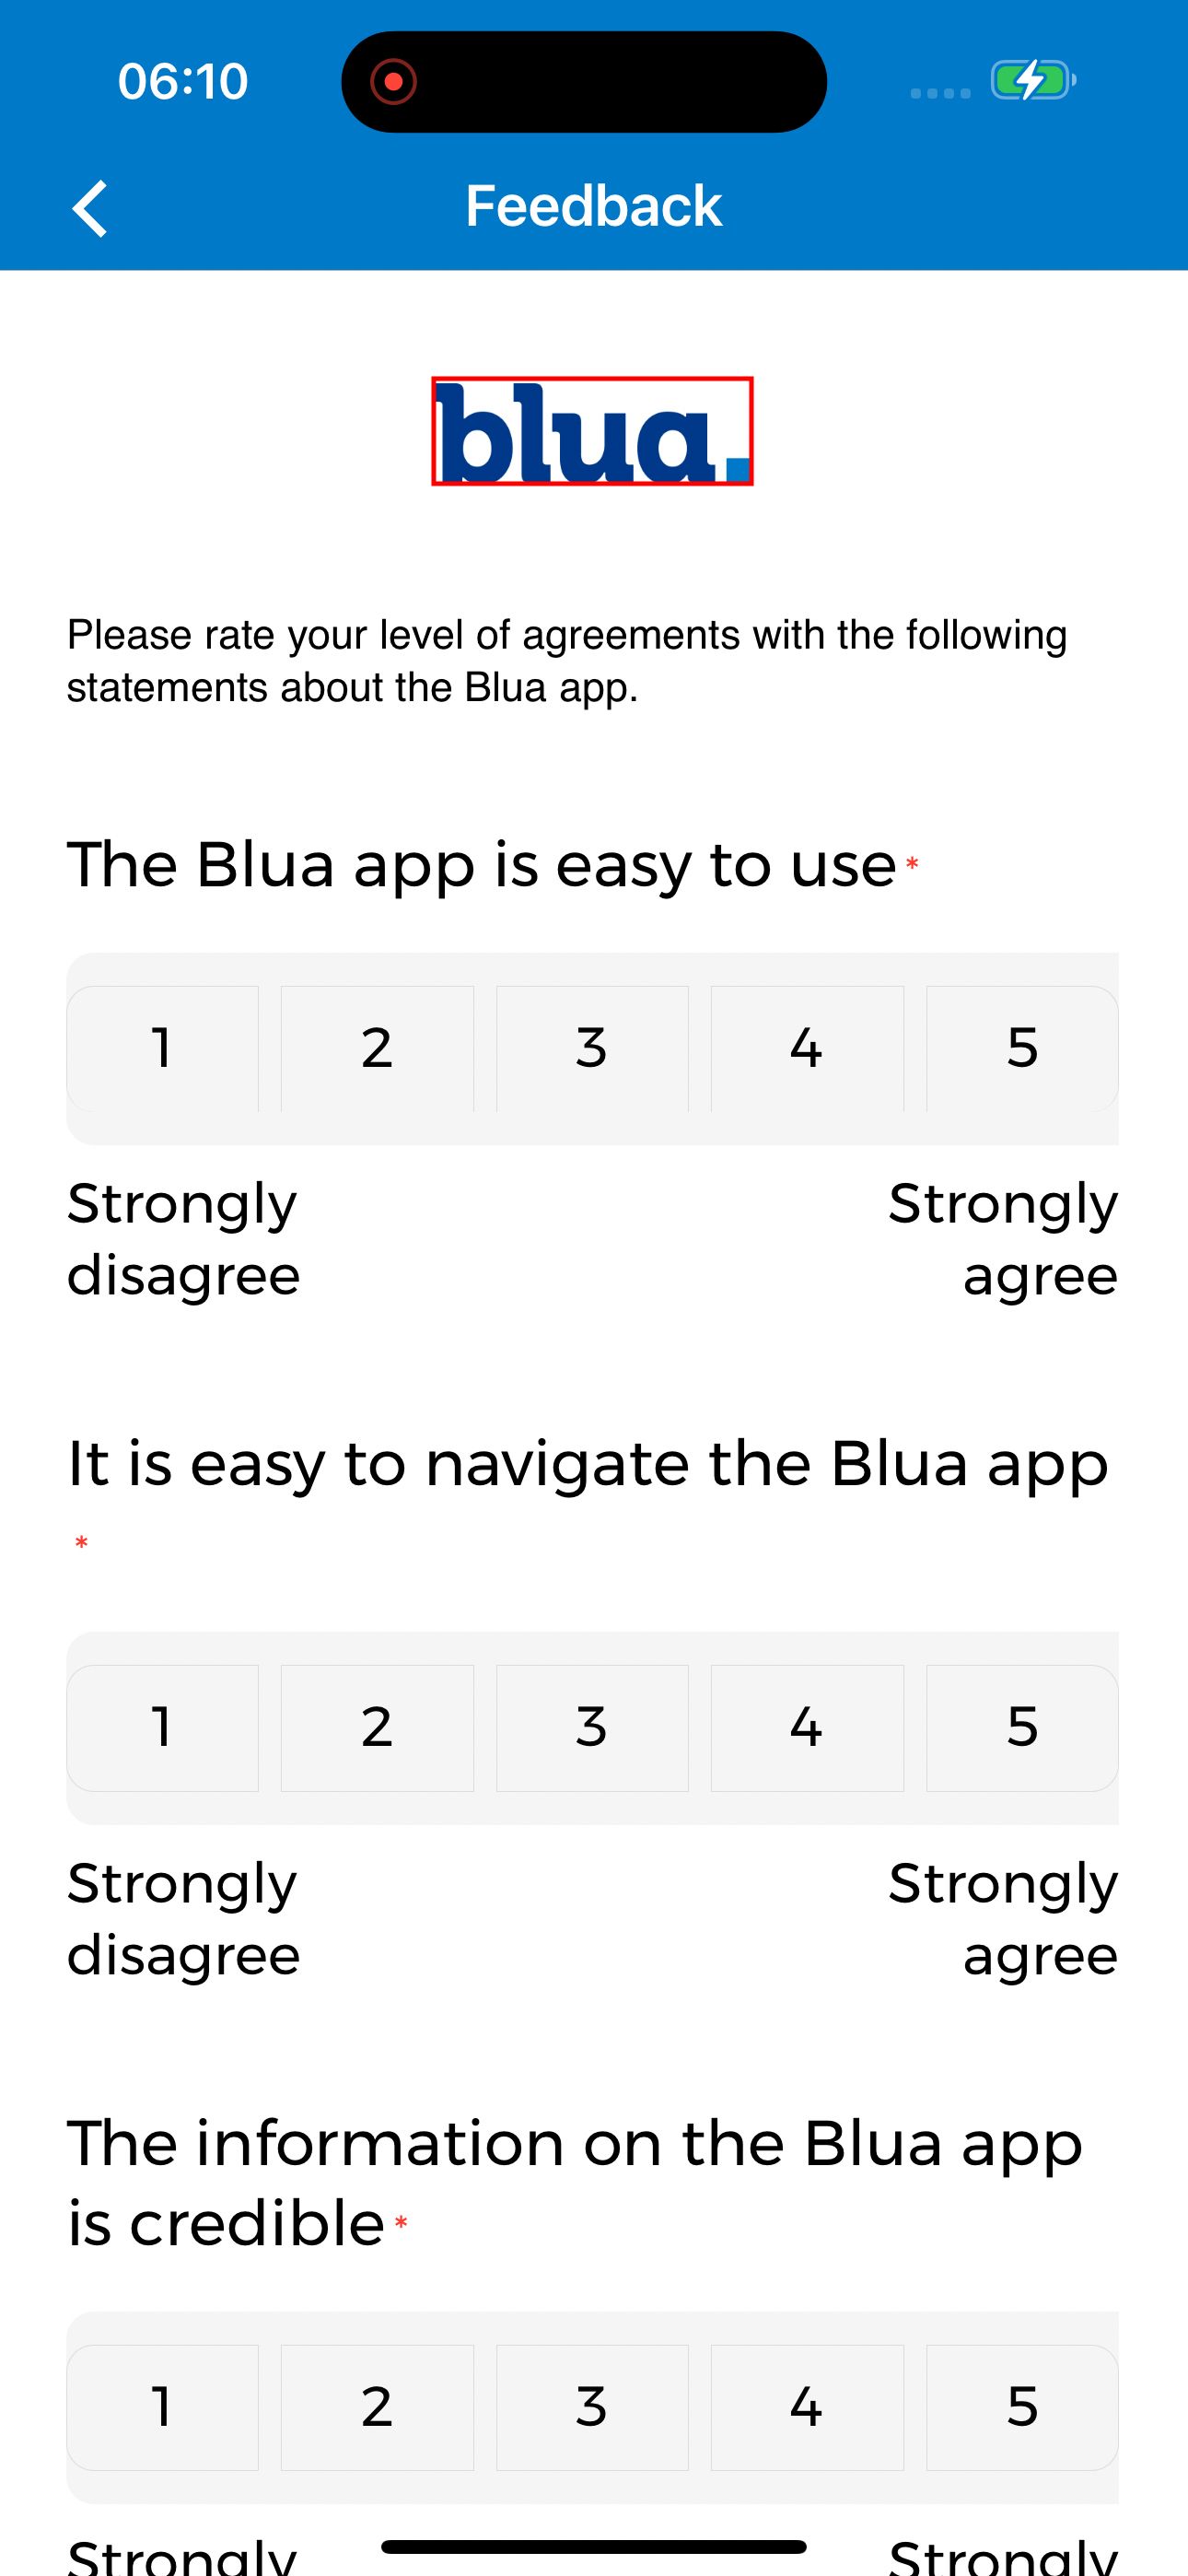 06:10
Feedback
blua.
Please rate your level of agreements with the following
statements about the Blua app.
The Blua app is easy to use*
1 2 3 4 5
Strongly Strongly
disagree agree
It is easy to navigate the Blua app
*
1 2 3 4 5
Strongly Strongly
disagree agree
The information on the Blua app
is credible*
1 2 3 4 5
Strongly Strongly